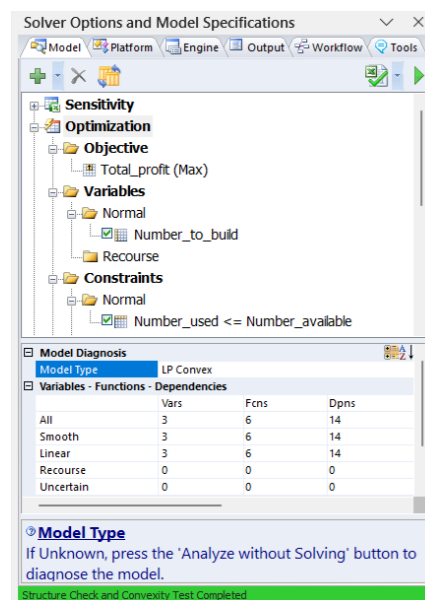 Solver Options and Model Specifications
Model Platform Engine Output Workflow Tools
Sensitivity
Optimization
Objective
Total_profit (Max)
Variables
Normal
Number_to_build
Recourse
Constraints
Normal
Number_used <= Number_available
Model Diagnosis
Model Type LP Convex
Variables - Functions - Dependencies
Vars Fcns Dpns
All 3 6 14
Smooth 3 6 14
Linear 3 6 14
Recourse 0 0 0
Uncertain 0 0 0
Model Type
If Unknown, press the 'Analyze without Solving' button to
diagnose the model.
Structure Check and Convexity Test Completed